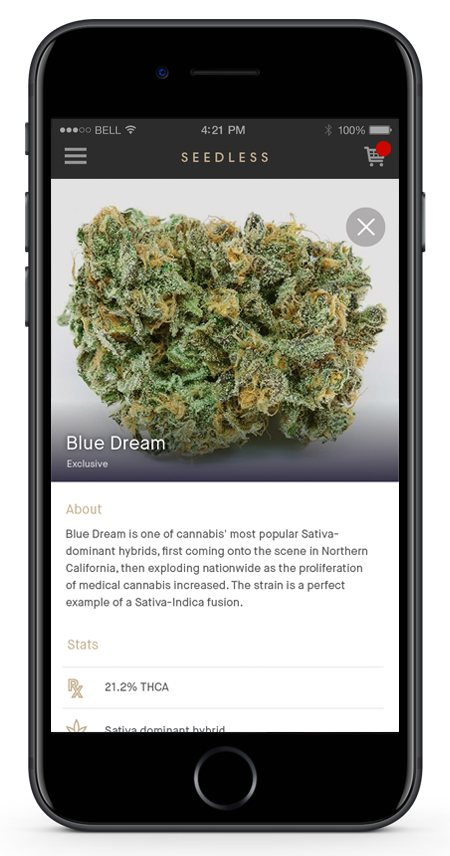 BELL 4:21 PM 100%
SEEDLESS
Blue Dream
Exclusive
About
Blue Dream is one of cannabis' most popular Sativa-
dominant hybrids, first coming onto the scene in Northern
California, then exploding nationwide as the proliferation
of medical cannabis increased. The strain is a perfect
example of a Sativa-Indica fusion.
Stats
Rx 21.2% THCA
Sativa dominant hybrid